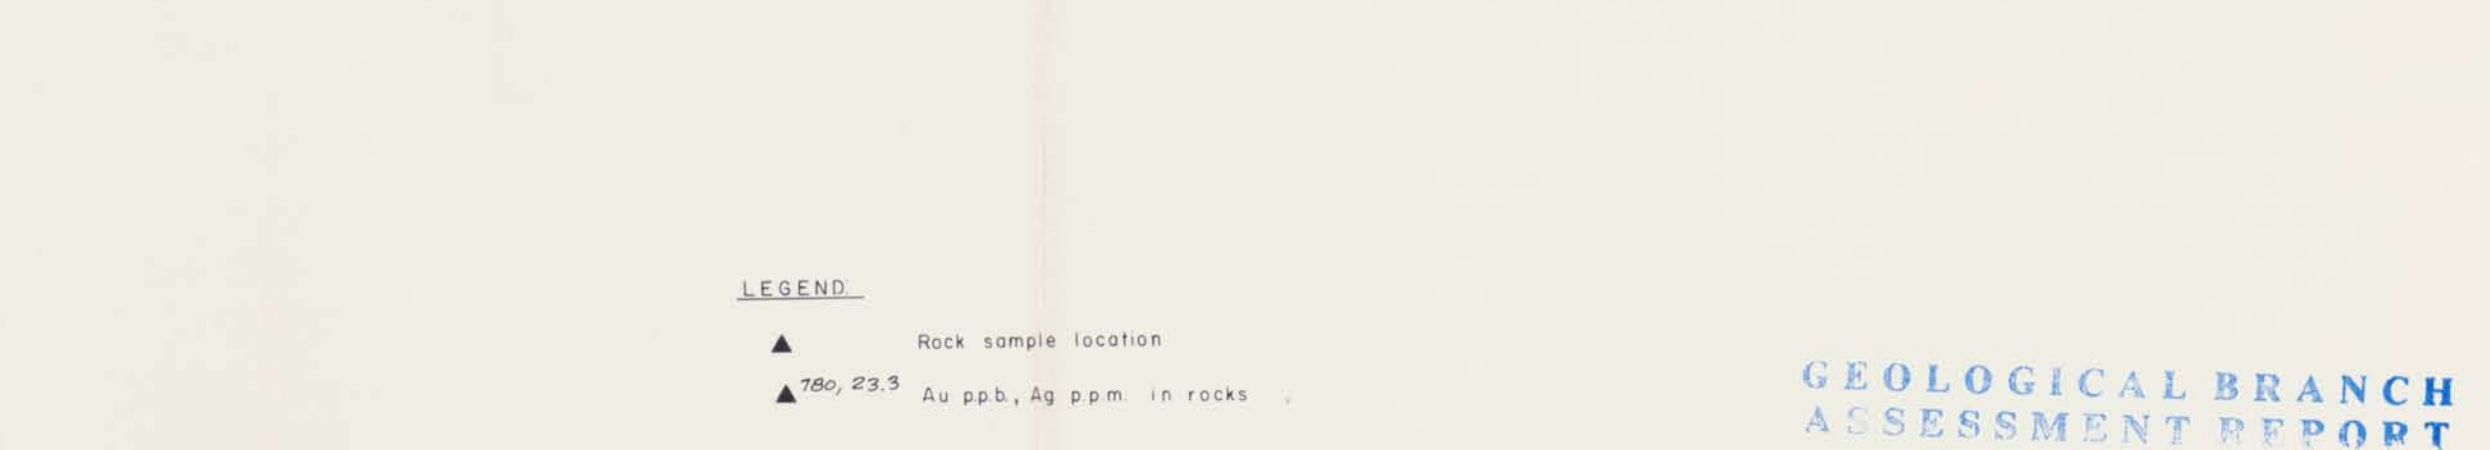 LEGEND:
▲ Rock sample location
▲ 780, 23.3 Au p.p.b., Ag p.p.m. in rocks
GEOLOGICAL BRANCH
ASSESSMENT REPORT